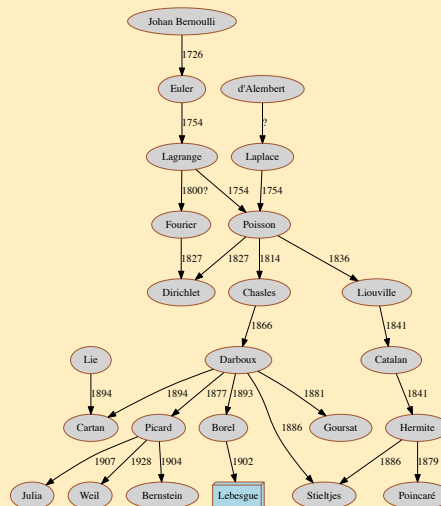 Johan Bernoulli
1726
Euler
d'Alembert
1754
?
Lagrange
Laplace
1800?
1754
1754
Fourier
Poisson
1827
1827
1814
1836
Dirichlet
Chasles
Liouville
1866
1841
Lie
Darboux
Catalan
1894
1894
1877
1893
1886
1881
1841
Cartan
Picard
Borel
Goursat
Hermite
1907
1928
1904
1902
1886
1879
Julia
Weil
Bernstein
Lebesgue
Stieltjes
Poincaré